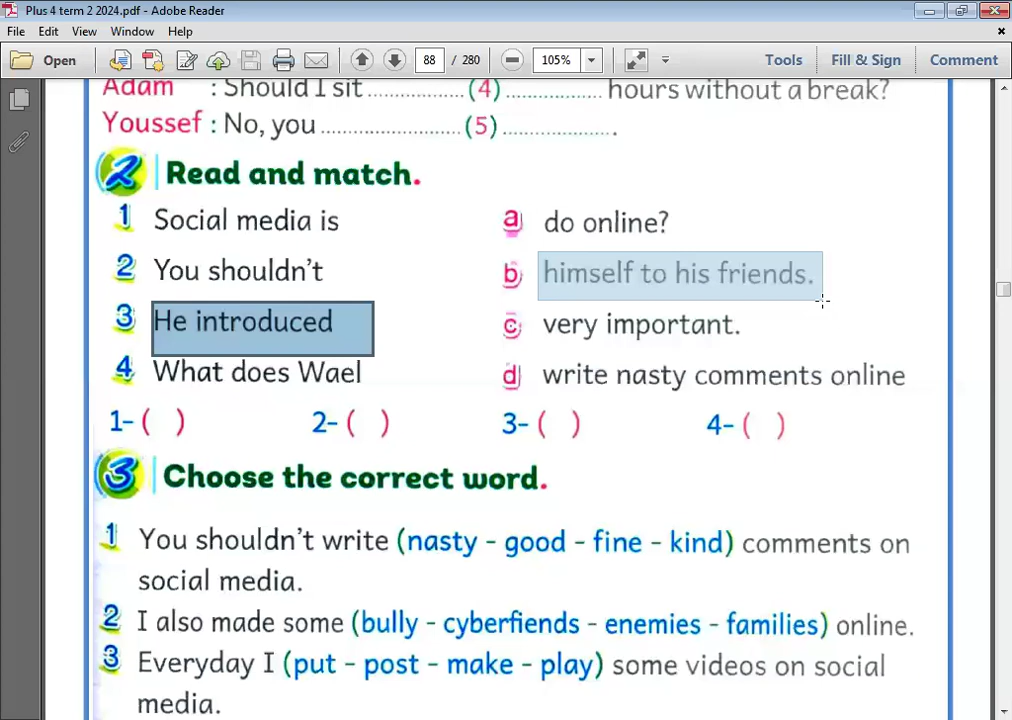 Plus 4 term 2 2024.pdf - Adobe Reader
File Edit View Window Help
Open 88 / 280 105% Tools Fill & Sign Comment
Adam : Should I sit .................. (4) .................. hours without a break?
Youssef : No, you .......................... (5) .................... .
2 Read and match.
1 Social media is a do online?
2 You shouldn't b himself to his friends.
3 He introduced c very important.
4 What does Wael d write nasty comments online
1- ( ) 2- ( ) 3- ( ) 4- ( )
3 Choose the correct word.
1 You shouldn't write (nasty - good - fine - kind) comments on
social media.
2 I also made some (bully - cyberfiends - enemies - families) online.
3 Everyday I (put - post - make - play) some videos on social
media.